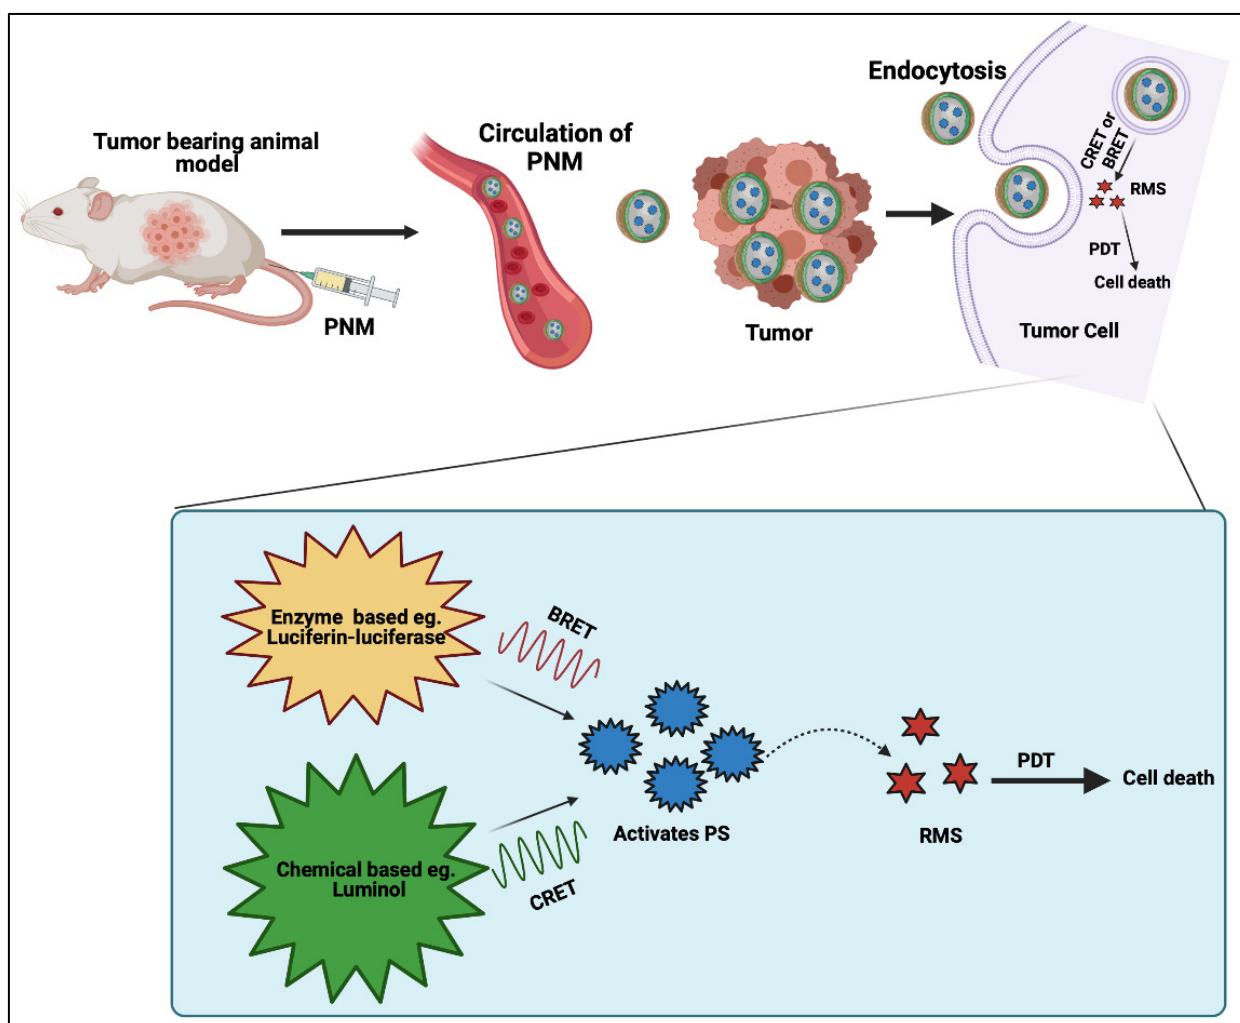 Tumor bearing animal
model
PNM
Circulation of
PNM
Tumor
Endocytosis
CRET or
BRET
RMS
PDT
Cell death
Tumor Cell
Enzyme based eg.
Luciferin-luciferase
BRET
Chemical based eg.
Luminol
CRET
Activates PS
RMS
PDT
Cell death